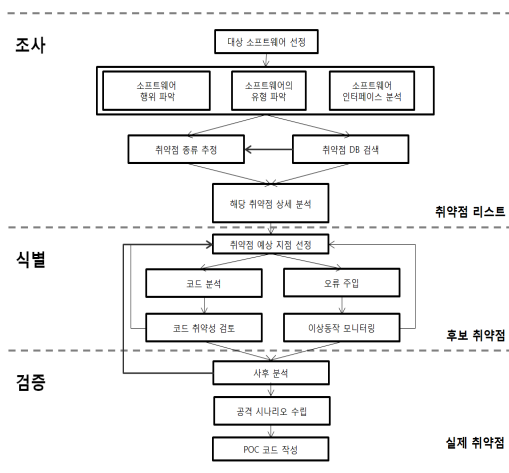 조사
대상 소프트웨어 선정
소프트웨어
행위 파악
소프트웨어의
유형 파악
소프트웨어
인터페이스 분석
취약점 종류 추정
취약점 DB 검색
해당 취약점 상세 분석
취약점 리스트
식별
취약점 예상 지점 선정
코드 분석
오류 주입
코드 취약성 검토
이상동작 모니터링
후보 취약점
검증
사후 분석
공격 시나리오 수립
POC 코드 작성
실제 취약점